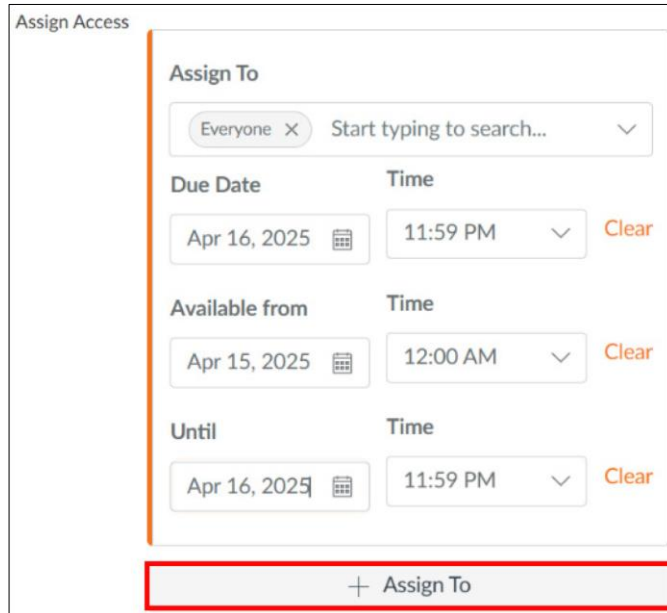 Assign Access
Assign To
Everyone × Start typing to search...
Due Date Time
Apr 16, 2025 11:59 PM Clear
Available from Time
Apr 15, 2025 12:00 AM Clear
Until Time
Apr 16, 2025 11:59 PM Clear
+ Assign To